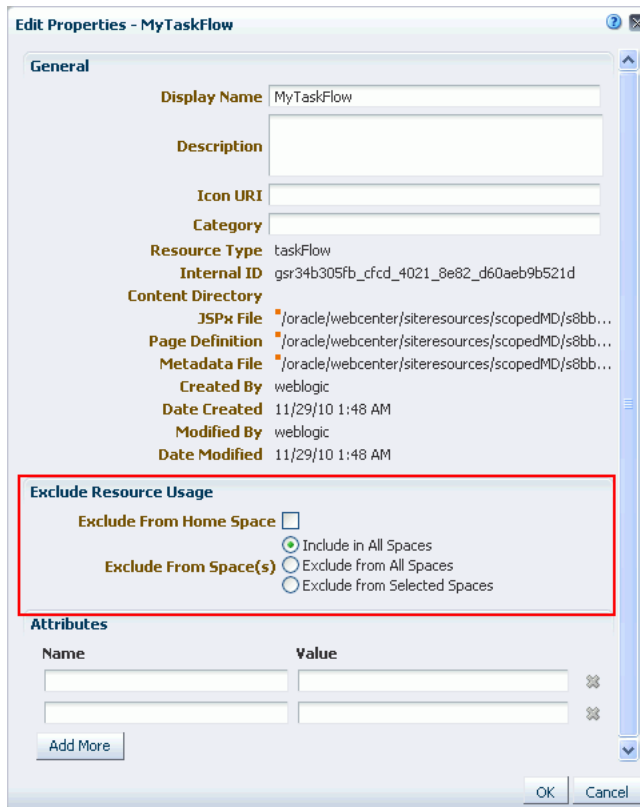 Edit Properties - MyTaskFlow
General
Display Name MyTaskFlow
Description
Icon URI
Category
Resource Type taskFlow
Internal ID gsr34b305fb_cfcd_4021_8e82_d60aeb9b521d
Content Directory
JSPx File /oracle/webcenter/siteresources/scopedMD/s8bb...
Page Definition /oracle/webcenter/siteresources/scopedMD/s8bb...
Metadata File /oracle/webcenter/siteresources/scopedMD/s8bb...
Created By weblogic
Date Created 11/29/10 1:48 AM
Modified By weblogic
Date Modified 11/29/10 1:48 AM
Exclude Resource Usage
Exclude From Home Space
Include in All Spaces
Exclude From Space(s) Exclude from All Spaces
Exclude from Selected Spaces
Attributes
Name Value
Add More
OK Cancel